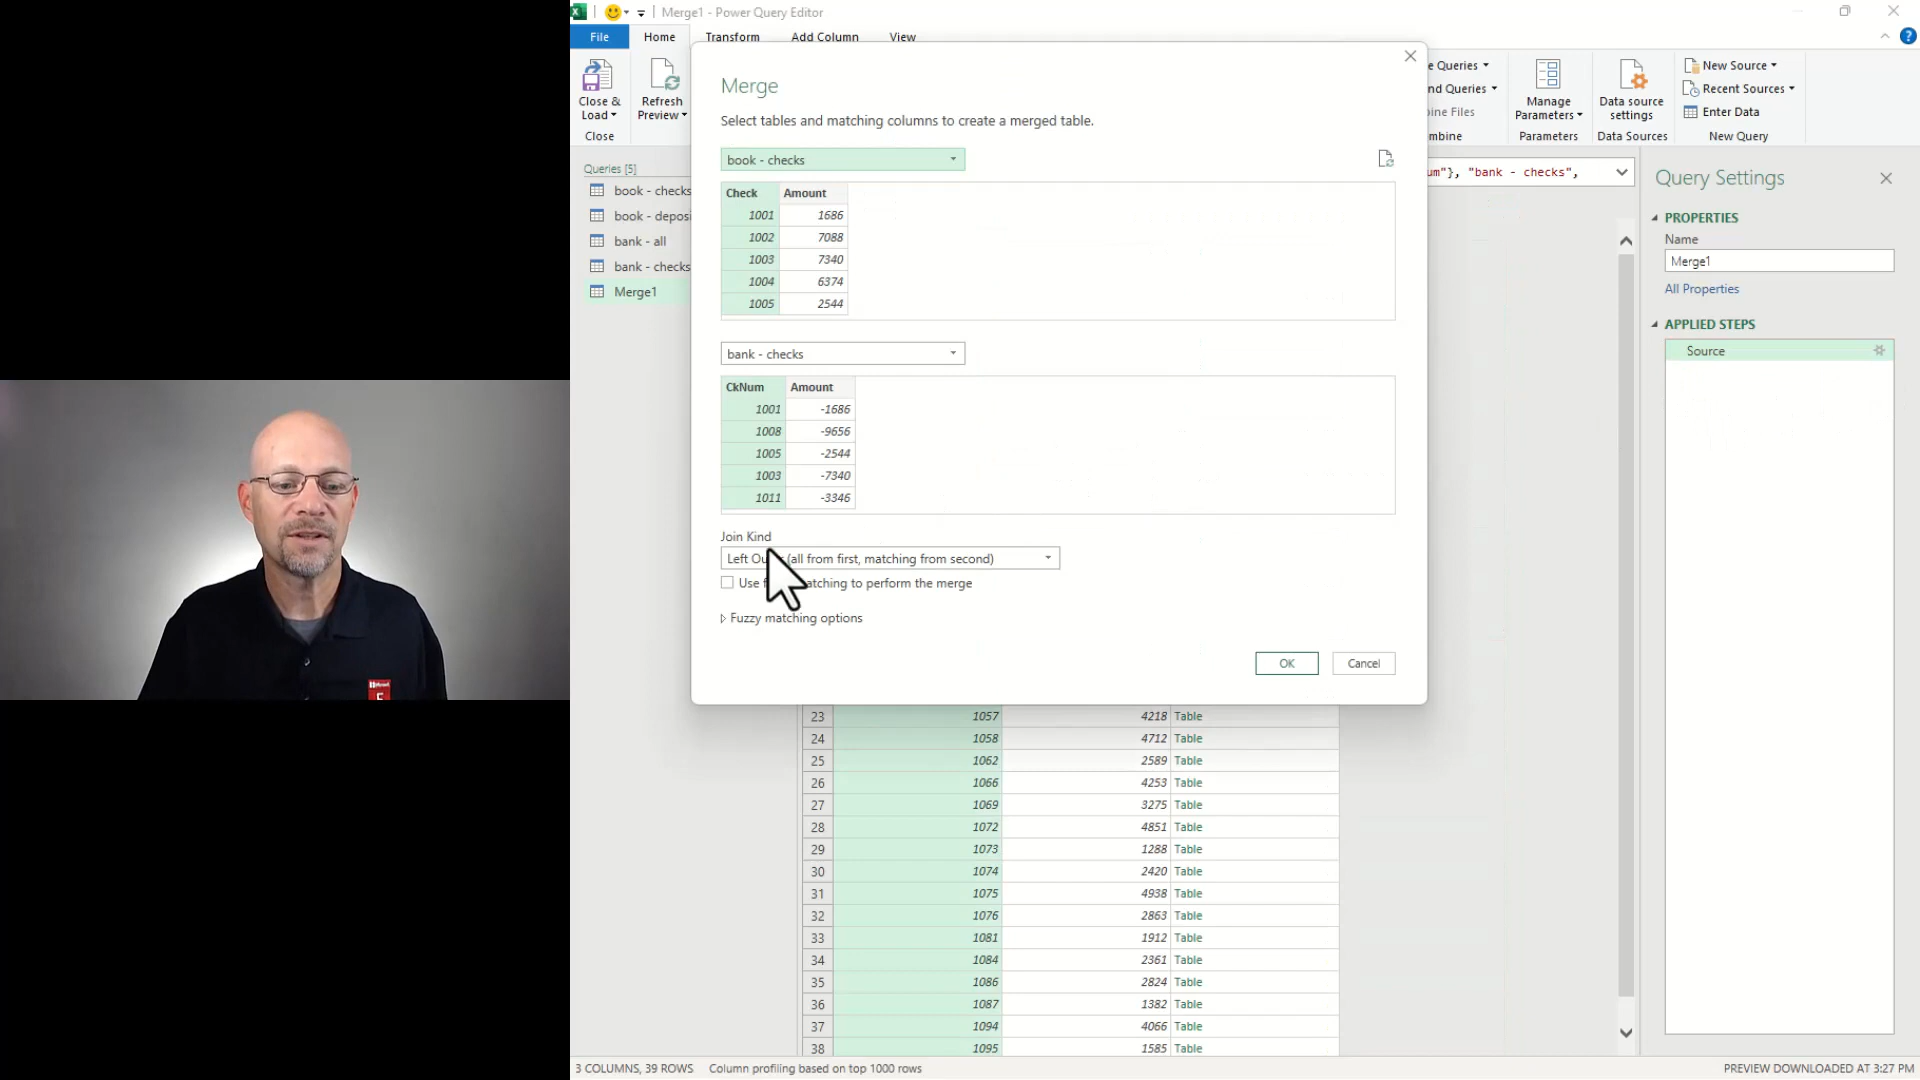 Merge1 - Power Query Editor
File Home Transform Add Column View
Close & Load
Refresh Preview
Close
e Queries
nd Queries
ine Files
mbine
Manage Parameters
Parameters
Data source settings
Data Sources
New Source
Recent Sources
Enter Data
New Query
Queries [5]
book - checks
book - deposi
bank - all
bank - checks
Merge1
um"}, "bank - checks",
Merge
Select tables and matching columns to create a merged table.
book - checks
Check Amount
1001 1686
1002 7088
1003 7340
1004 6374
1005 2544
bank - checks
CkNum Amount
1001 -1686
1008 -9656
1005 -2544
1003 -7340
1011 -3346
Join Kind
Left Ou (all from first, matching from second)
Use f atching to perform the merge
Fuzzy matching options
OK Cancel
23 1057 4218 Table
24 1058 4712 Table
25 1062 2589 Table
26 1066 4253 Table
27 1069 3275 Table
28 1072 4851 Table
29 1073 1288 Table
30 1074 2420 Table
31 1075 4938 Table
32 1076 2863 Table
33 1081 1912 Table
34 1084 2361 Table
35 1086 2824 Table
36 1087 1382 Table
37 1094 4066 Table
38 1095 1585 Table
Query Settings
PROPERTIES
Name
Merge1
All Properties
APPLIED STEPS
Source
3 COLUMNS, 39 ROWS Column profiling based on top 1000 rows
PREVIEW DOWNLOADED AT 3:27 PM